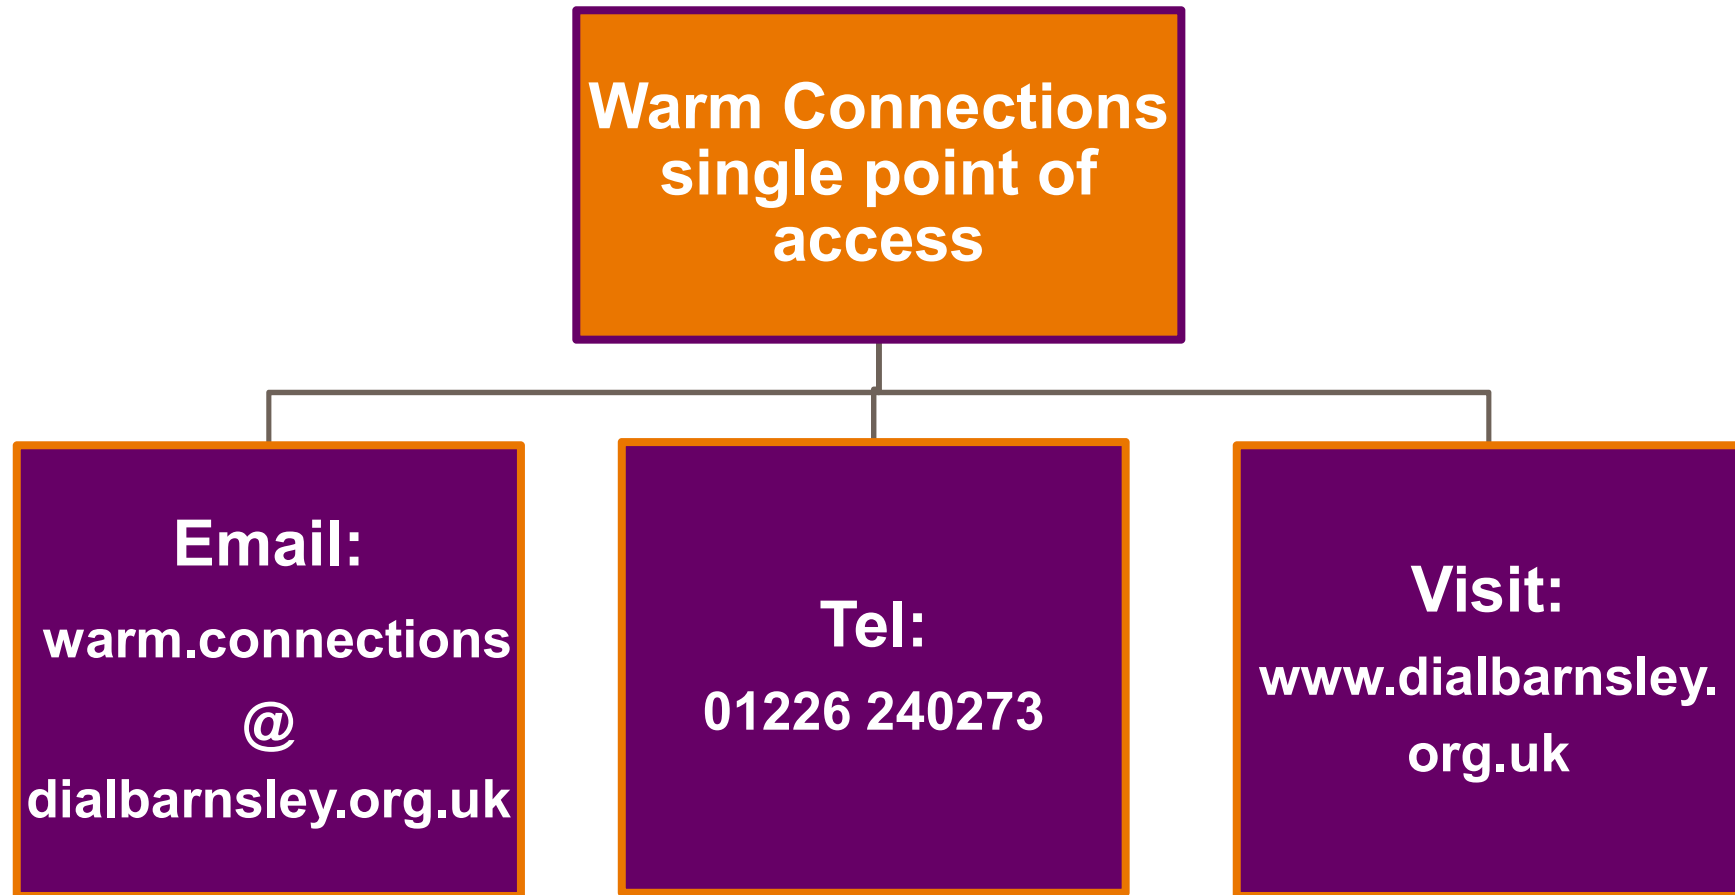 Warm Connections
single point of
access
Email:
warm.connections
@
dialbarnsley.org.uk
Tel:
01226 240273
Visit:
www.dialbarnsley.
org.uk